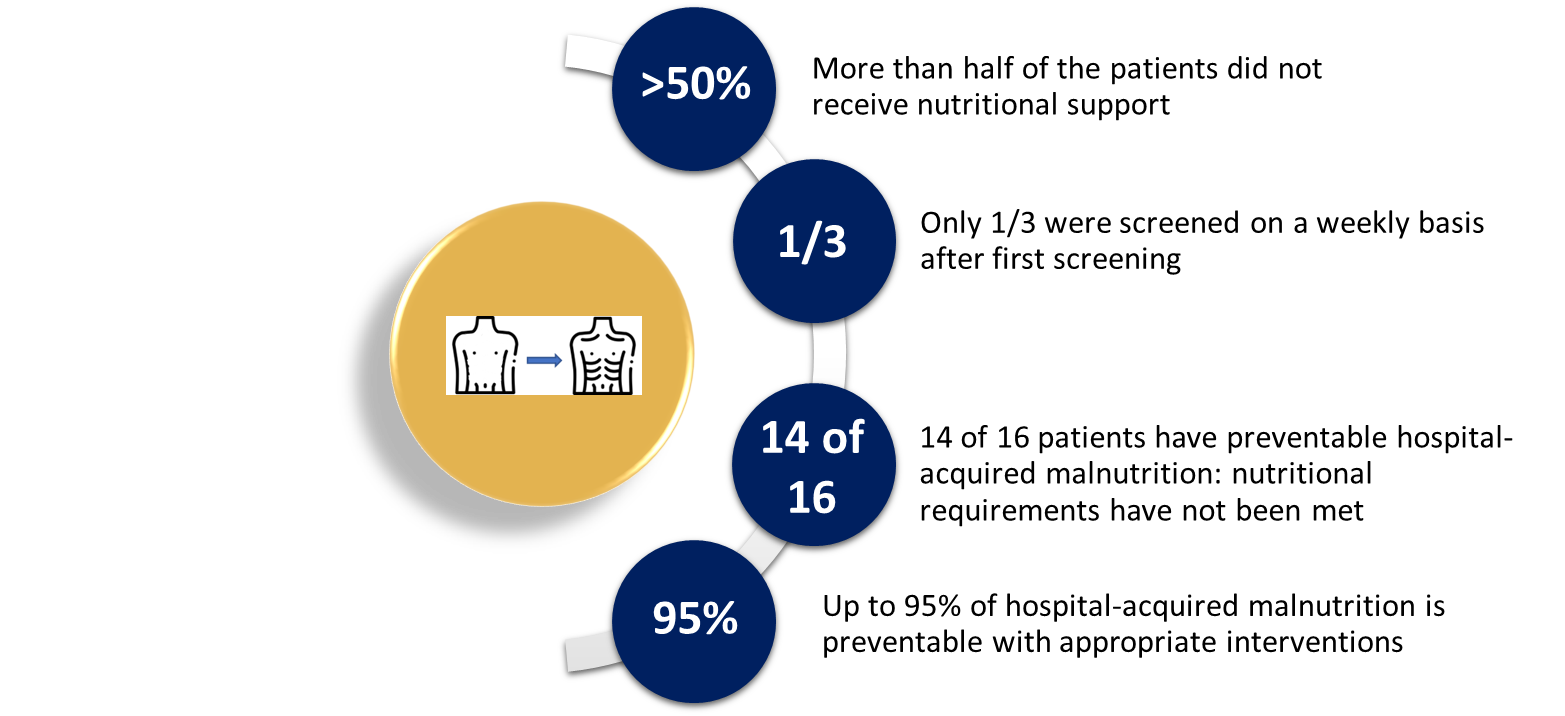 >50%
More than half of the patients did not
receive nutritional support
1/3
Only 1/3 were screened on a weekly basis
after first screening
14 of
16
14 of 16 patients have preventable hospital-
acquired malnutrition: nutritional
requirements have not been met
95%
Up to 95% of hospital-acquired malnutrition is
preventable with appropriate interventions